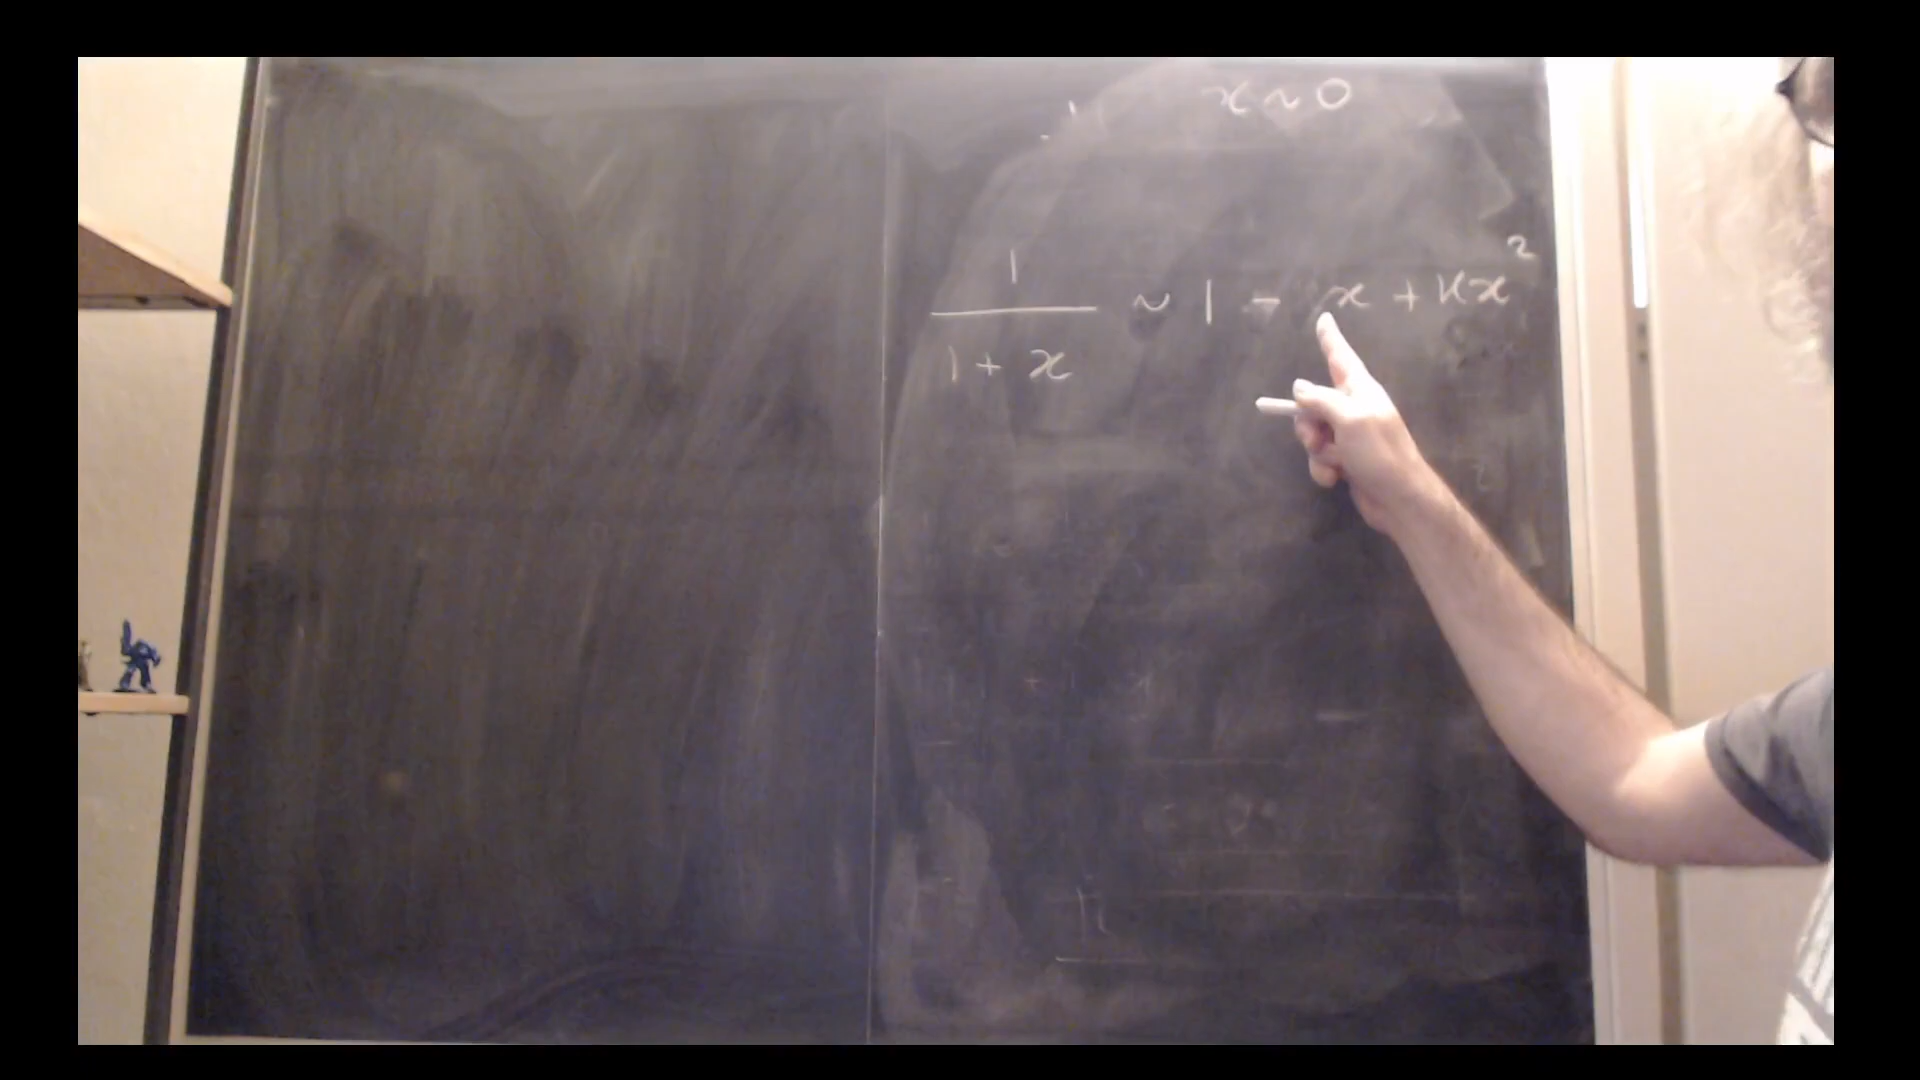 x ~ 0
1/(1 + x) ~ 1 - x + Kx²